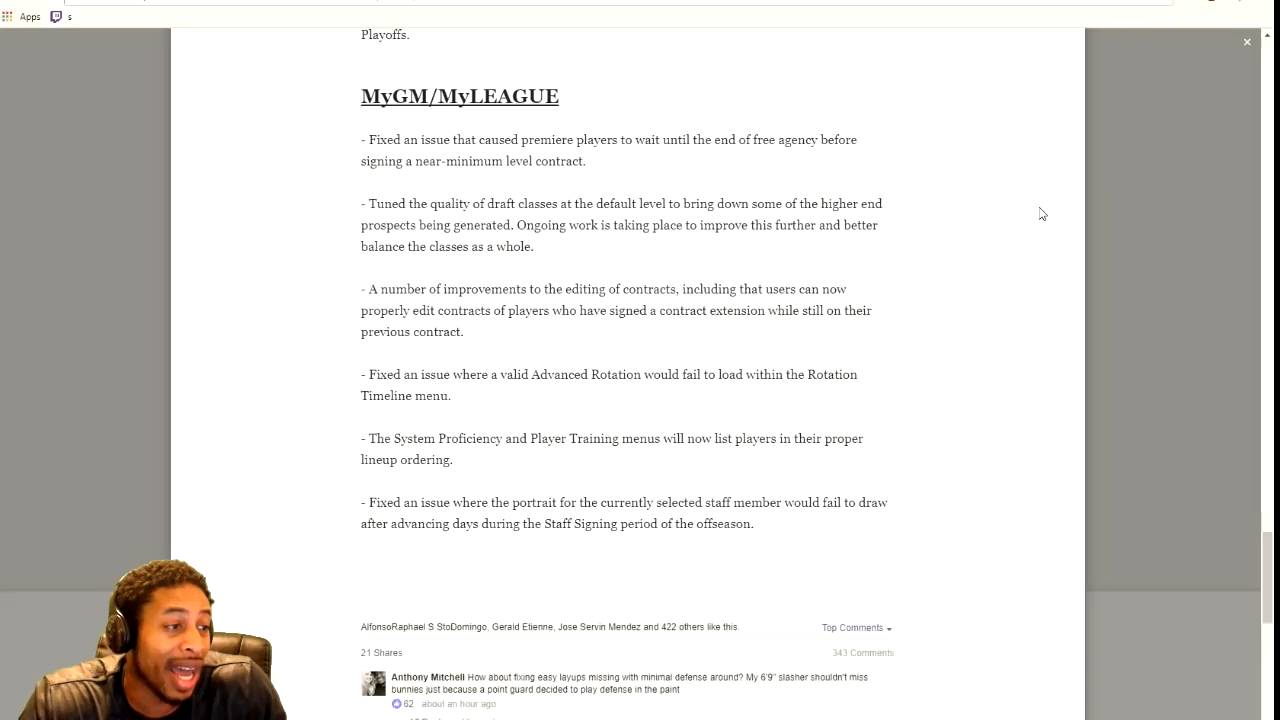 Apps s
Playoffs.
MyGM/MyLEAGUE
- Fixed an issue that caused premiere players to wait until the end of free agency before
signing a near-minimum level contract.
- Tuned the quality of draft classes at the default level to bring down some of the higher end
prospects being generated. Ongoing work is taking place to improve this further and better
balance the classes as a whole.
- A number of improvements to the editing of contracts, including that users can now
properly edit contracts of players who have signed a contract extension while still on their
previous contract.
- Fixed an issue where a valid Advanced Rotation would fail to load within the Rotation
Timeline menu.
- The System Proficiency and Player Training menus will now list players in their proper
lineup ordering.
- Fixed an issue where the portrait for the currently selected staff member would fail to draw
after advancing days during the Staff Signing period of the offseason.
AlfonsoRaphael S StoDomingo, Gerald Etienne, Jose Servin Mendez and 422 others like this.
Top Comments
21 Shares
343 Comments
Anthony Mitchell How about fixing easy layups missing with minimal defense around? My 6'9" slasher shouldn't miss
bunnies just because a point guard decided to play defense in the paint
62 about an hour ago